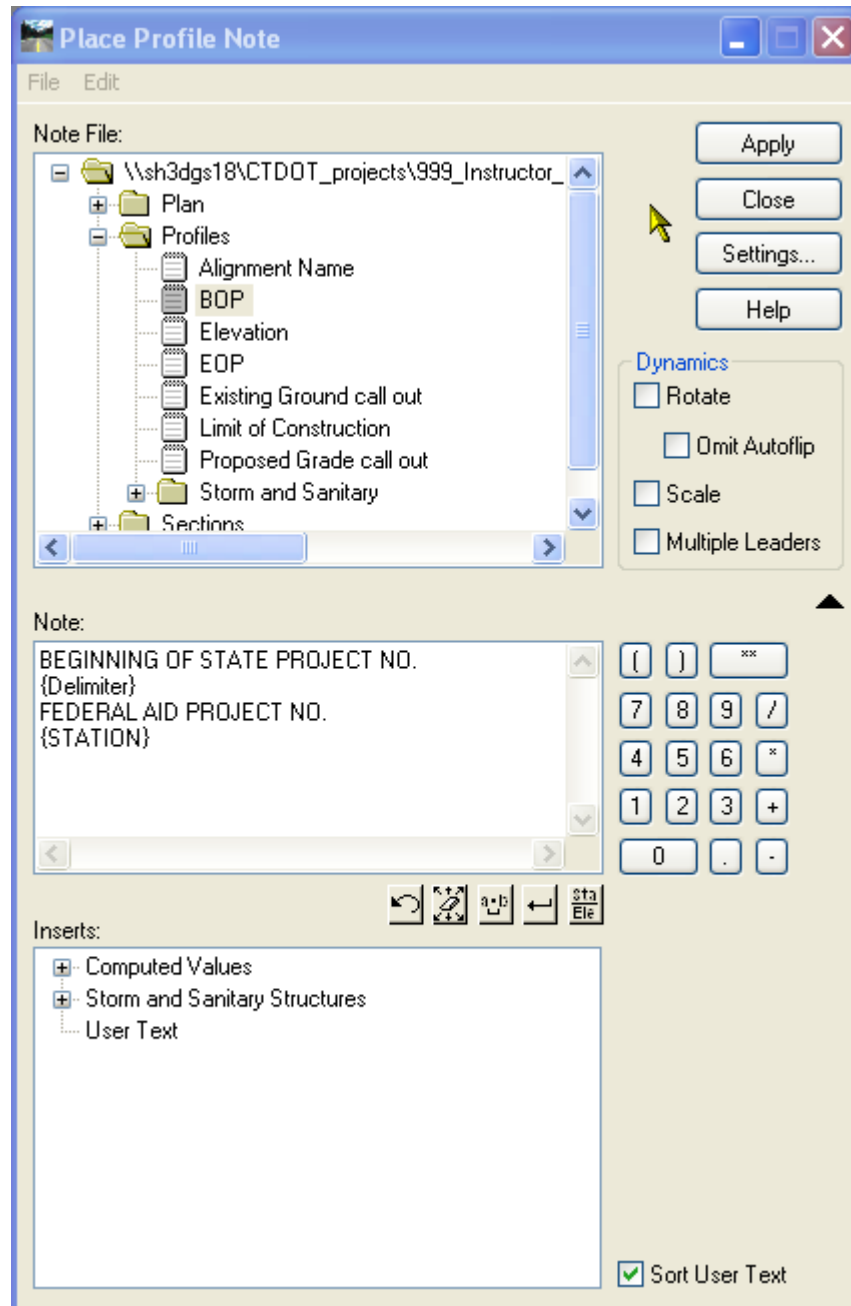 Place Profile Note
File Edit
Note File:
\\sh3dgs18\CTDOT_projects\999_Instructor_
Plan
Profiles
Alignment Name
BOP
Elevation
EOP
Existing Ground call out
Limit of Construction
Proposed Grade call out
Storm and Sanitary
Sections
Apply
Close
Settings...
Help
Dynamics
Rotate
Omit Autoflip
Scale
Multiple Leaders
Note:
BEGINNING OF STATE PROJECT NO.
{Delimiter}
FEDERAL AID PROJECT NO.
{STATION}
( ) **
7 8 9 /
4 5 6 *
1 2 3 +
0 . -
a b
Sta
Ele
Inserts:
Computed Values
Storm and Sanitary Structures
User Text
Sort User Text